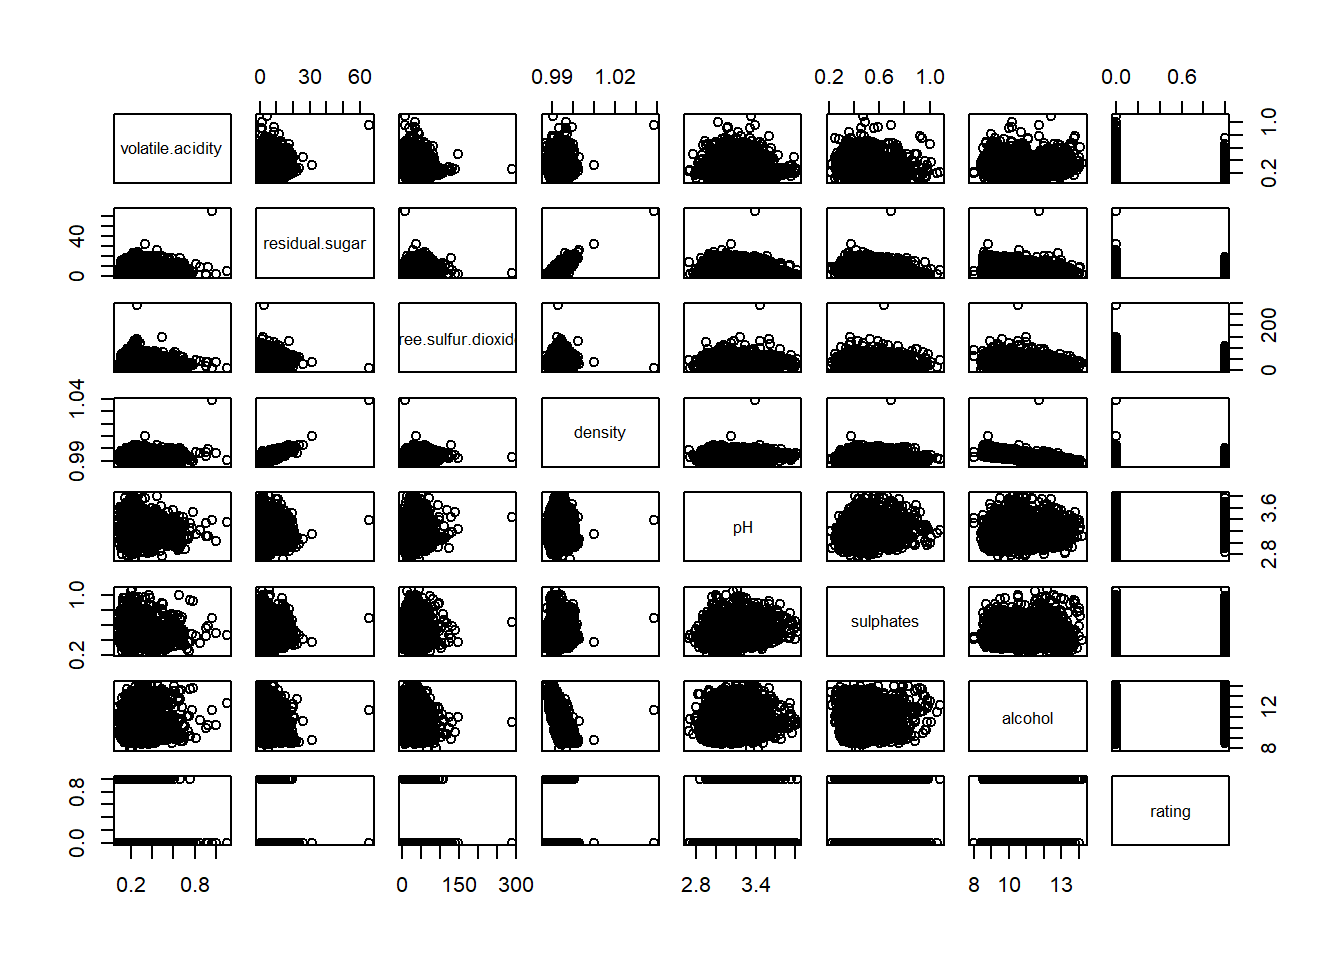 0 30 60 0.99 1.02 0.2 0.6 1.0 0.0 0.6
volatile.acidity 0.2 1.0
0 40 residual.sugar
ree.sulfur.dioxide 0 200
0.99 1.04 density
pH 2.8 3.6
0.2 1.0 sulphates
alcohol 8 12
0.0 0.8 rating
0.2 0.8 0 150 300 2.8 3.4 8 10 13